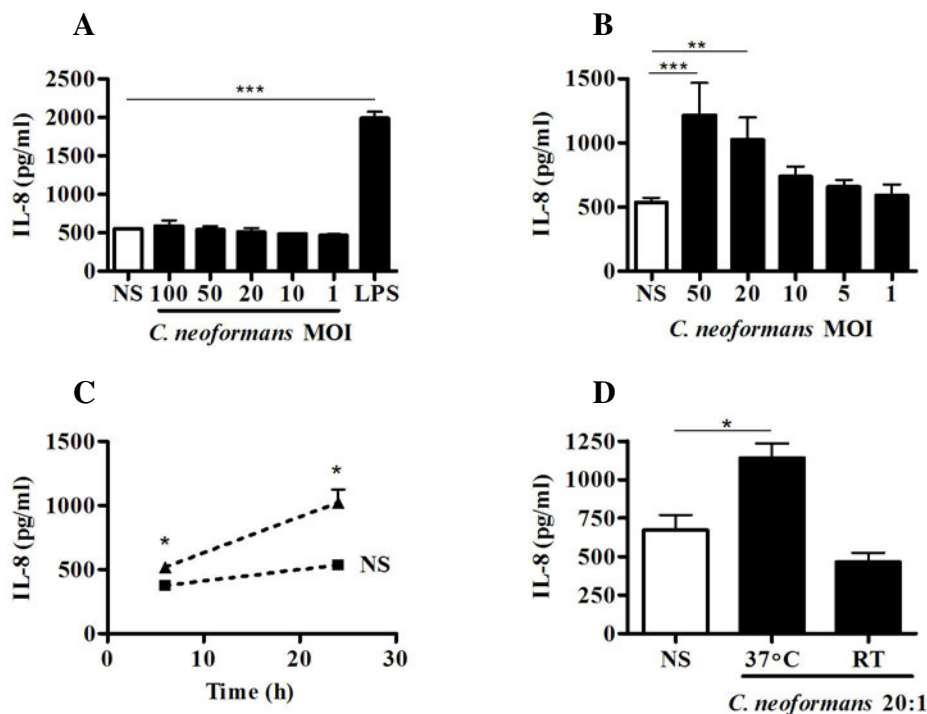 A
IL-8 (pg/ml)
2500
2000
1500
1000
500
0
***
NS 100 50 20 10 1 LPS
C. neoformans MOI
B
IL-8 (pg/ml)
1500
1000
500
0
**
***
NS 50 20 10 5 1
C. neoformans MOI
C
IL-8 (pg/ml)
1500
1000
500
0
*
*
NS
0 10 20 30
Time (h)
D
IL-8 (pg/ml)
1250
1000
750
500
250
0
*
NS 37°C RT
C. neoformans 20:1